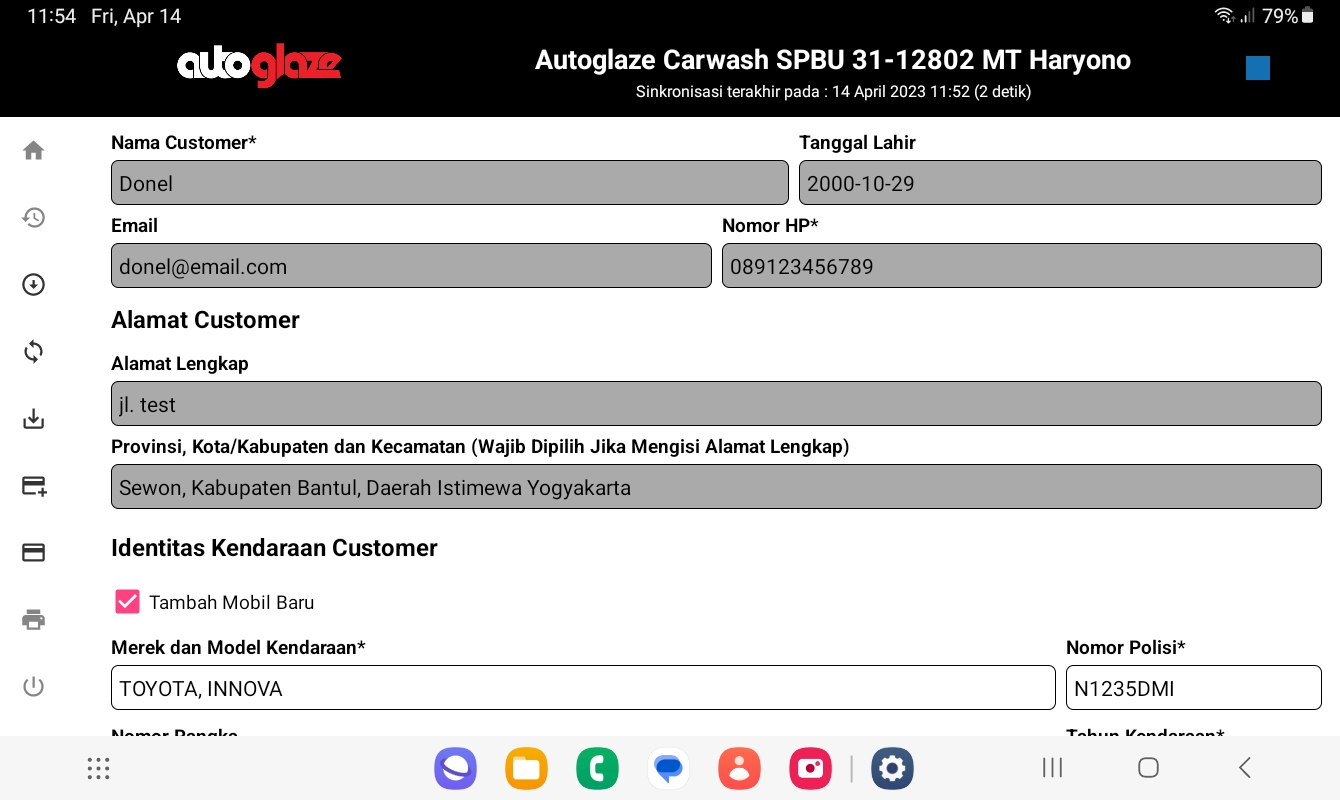 11:54 Fri, Apr 14 79%
autoglaze
Autoglaze Carwash SPBU 31-12802 MT Haryono
Sinkronisasi terakhir pada : 14 April 2023 11:52 (2 detik)
Nama Customer* Tanggal Lahir
Donel 2000-10-29
Email Nomor HP*
donel@email.com 089123456789
Alamat Customer
Alamat Lengkap
jl. test
Provinsi, Kota/Kabupaten dan Kecamatan (Wajib Dipilih Jika Mengisi Alamat Lengkap)
Sewon, Kabupaten Bantul, Daerah Istimewa Yogyakarta
Identitas Kendaraan Customer
Tambah Mobil Baru
Merek dan Model Kendaraan* Nomor Polisi*
TOYOTA, INNOVA N1235DMI
Nomor Rangka Tahun Kendaraan*